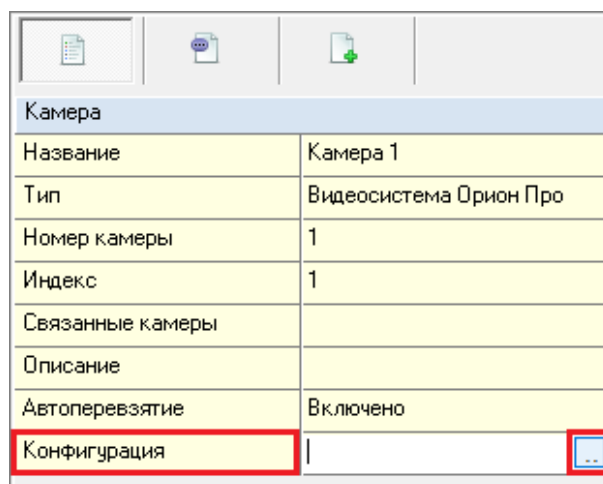 Камера
Название Камера 1
Тип Видеосистема Орион Про
Номер камеры 1
Индекс 1
Связанные камеры
Описание
Автоперевзятие Включено
Конфигурация ..